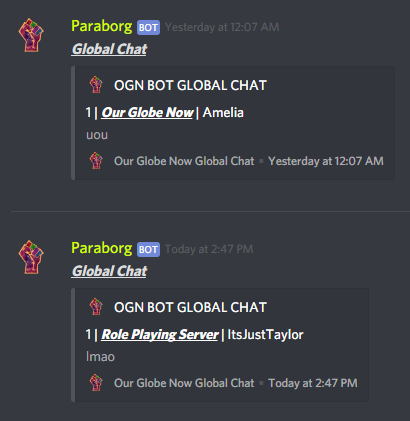 Paraborg BOT Yesterday at 12:07 AM
Global Chat
OGN BOT GLOBAL CHAT
1 | Our Globe Now | Amelia
uou
Our Globe Now Global Chat • Yesterday at 12:07 AM
Paraborg BOT Today at 2:47 PM
Global Chat
OGN BOT GLOBAL CHAT
1 | Role Playing Server | ItsJustTaylor
lmao
Our Globe Now Global Chat • Today at 2:47 PM